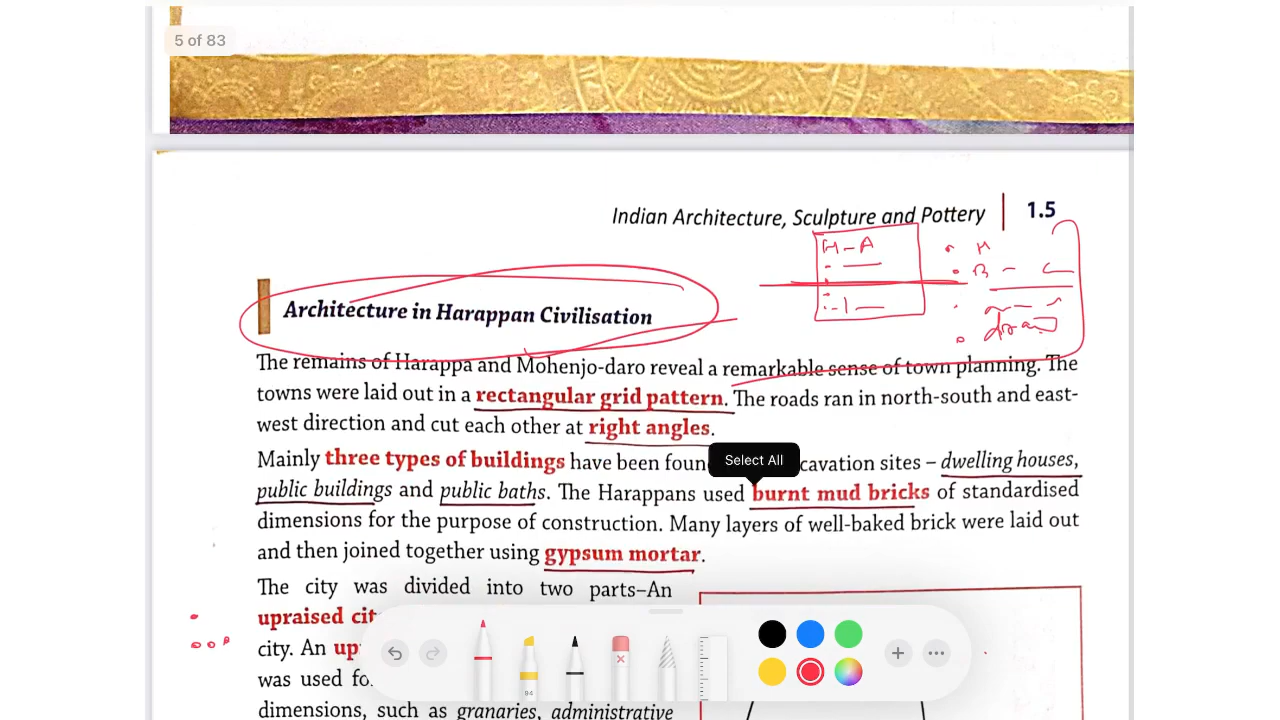 5 of 83
Indian Architecture, Sculpture and Pottery 1.5
H-A
H
B -
Architecture in Harappan Civilisation
The remains of Harappa and Mohenjo-daro reveal a remarkable sense of town planning. The
towns were laid out in a rectangular grid pattern. The roads ran in north-south and east-
west direction and cut each other at right angles.
Mainly three types of buildings have been foun cavation sites – dwelling houses,
Select All
public buildings and public baths. The Harappans used burnt mud bricks of standardised
dimensions for the purpose of construction. Many layers of well-baked brick were laid out
and then joined together using gypsum mortar.
The city was divided into two parts–An
upraised cit
city. An up
was used fo
dimensions, such as granaries, administrative
94